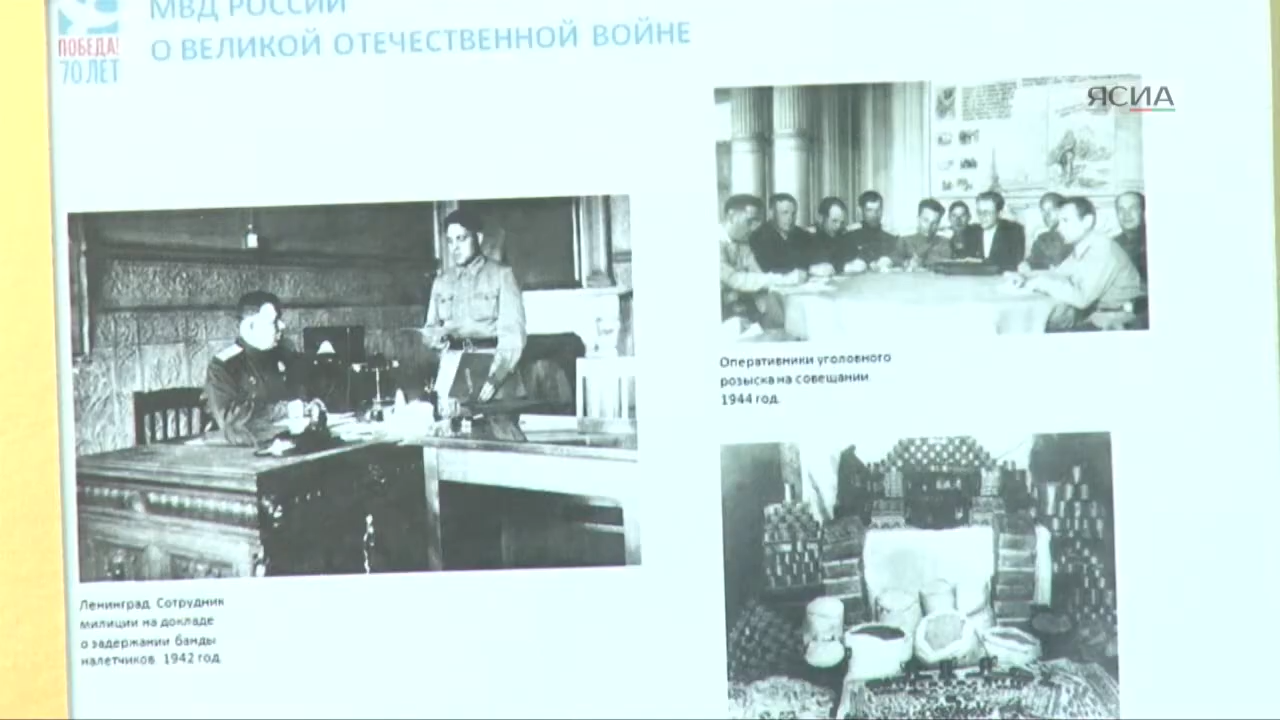 МВД РОССИИ
О ВЕЛИКОЙ ОТЕЧЕСТВЕННОЙ ВОЙНЕ
ПОБЕДА!
70 ЛЕТ
ЯСИА
Оперативники уголовного
розыска на совещании
1944 год.
Ленинград. Сотрудник
милиции на докладе
о задержании банды
налетчиков. 1942 год